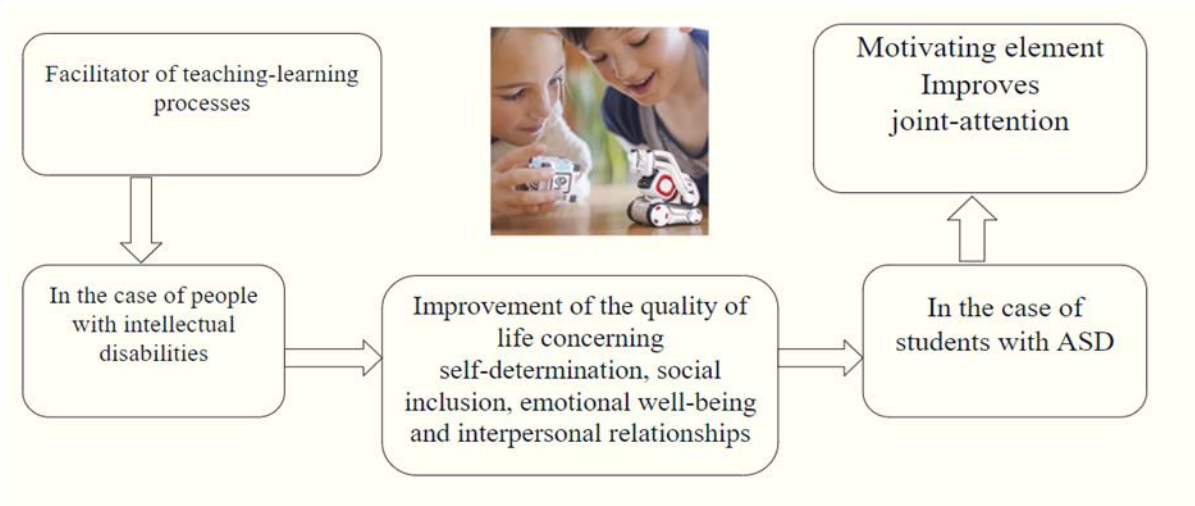 Facilitator of teaching-learning
processes
In the case of people
with intellectual
disabilities
Improvement of the quality of
life concerning
self-determination, social
inclusion, emotional well-being
and interpersonal relationships
In the case of
students with ASD
Motivating element
Improves
joint-attention